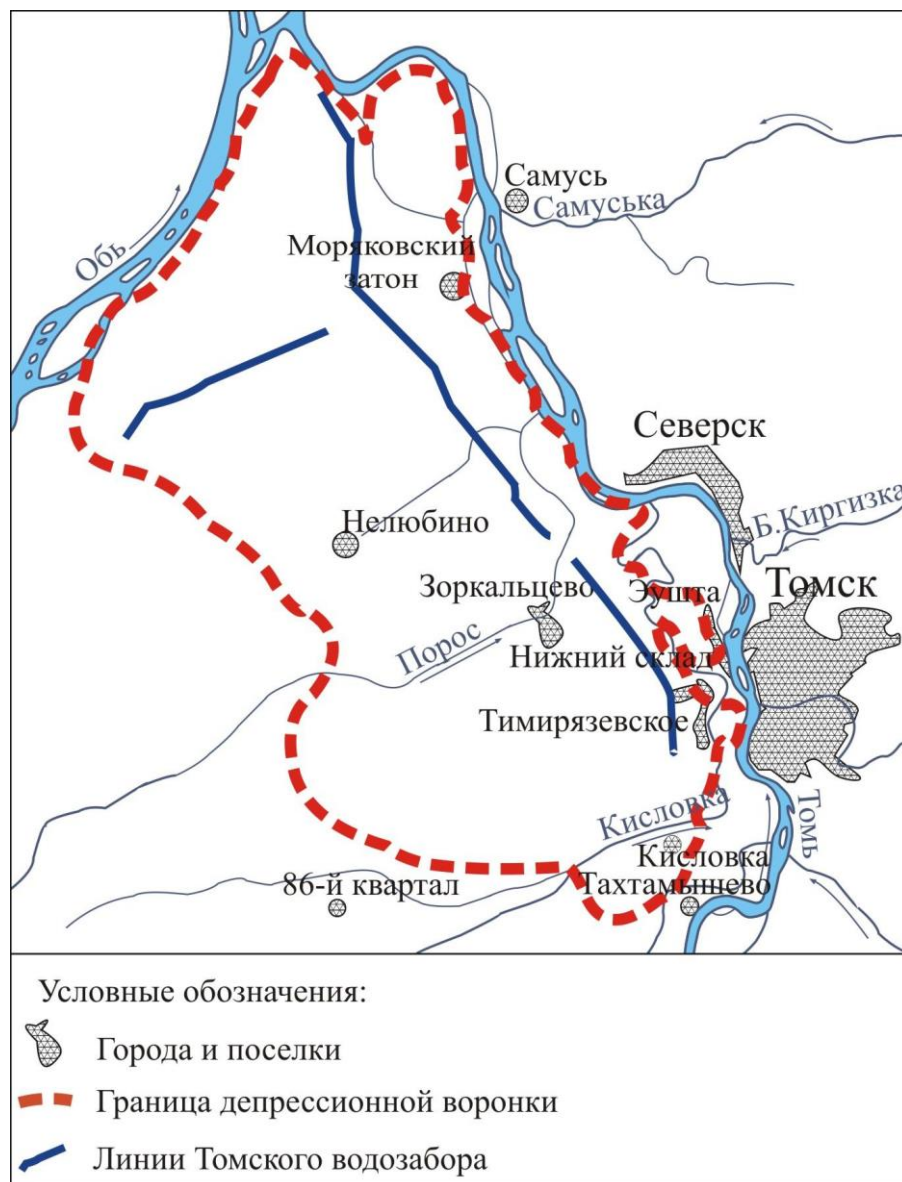 Самусь
Самуська
Обь
Моряковский
затон
Северск
Б.Киргизка
Нелюбино
Томск
Зоркальцево
Эушта
Порос
Нижний склад
Тимирязевское
Кисловка
Томь
Кисловка
86-й квартал
Тахтамышево
Условные обозначения:
Города и поселки
Граница депрессионной воронки
Линии Томского водозабора